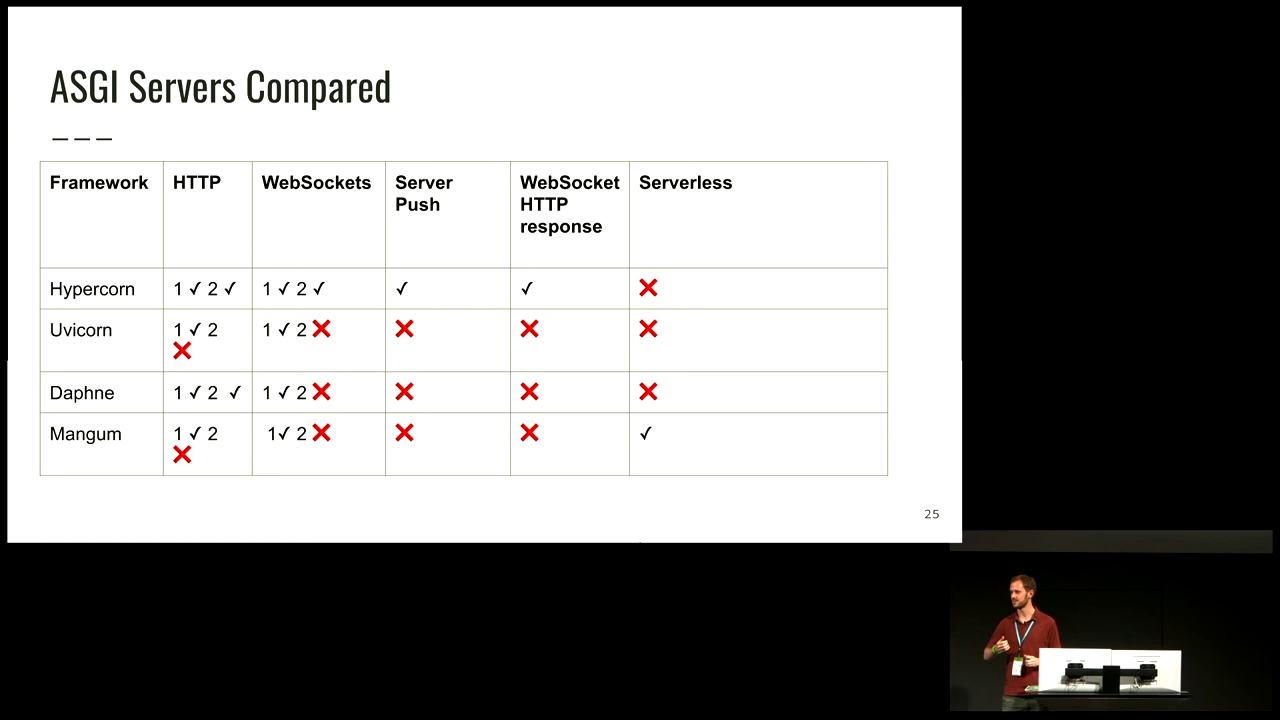 ASGI Servers Compared
Framework HTTP WebSockets Server Push WebSocket HTTP response Serverless
Hypercorn 1 ✓ 2 ✓ 1 ✓ 2 ✓ ✓ ✓ ❌
Uvicorn 1 ✓ 2 ❌ 1 ✓ 2 ❌ ❌ ❌ ❌
Daphne 1 ✓ 2 ✓ 1 ✓ 2 ❌ ❌ ❌ ❌
Mangum 1 ✓ 2 ❌ 1✓ 2 ❌ ❌ ❌ ✓
25